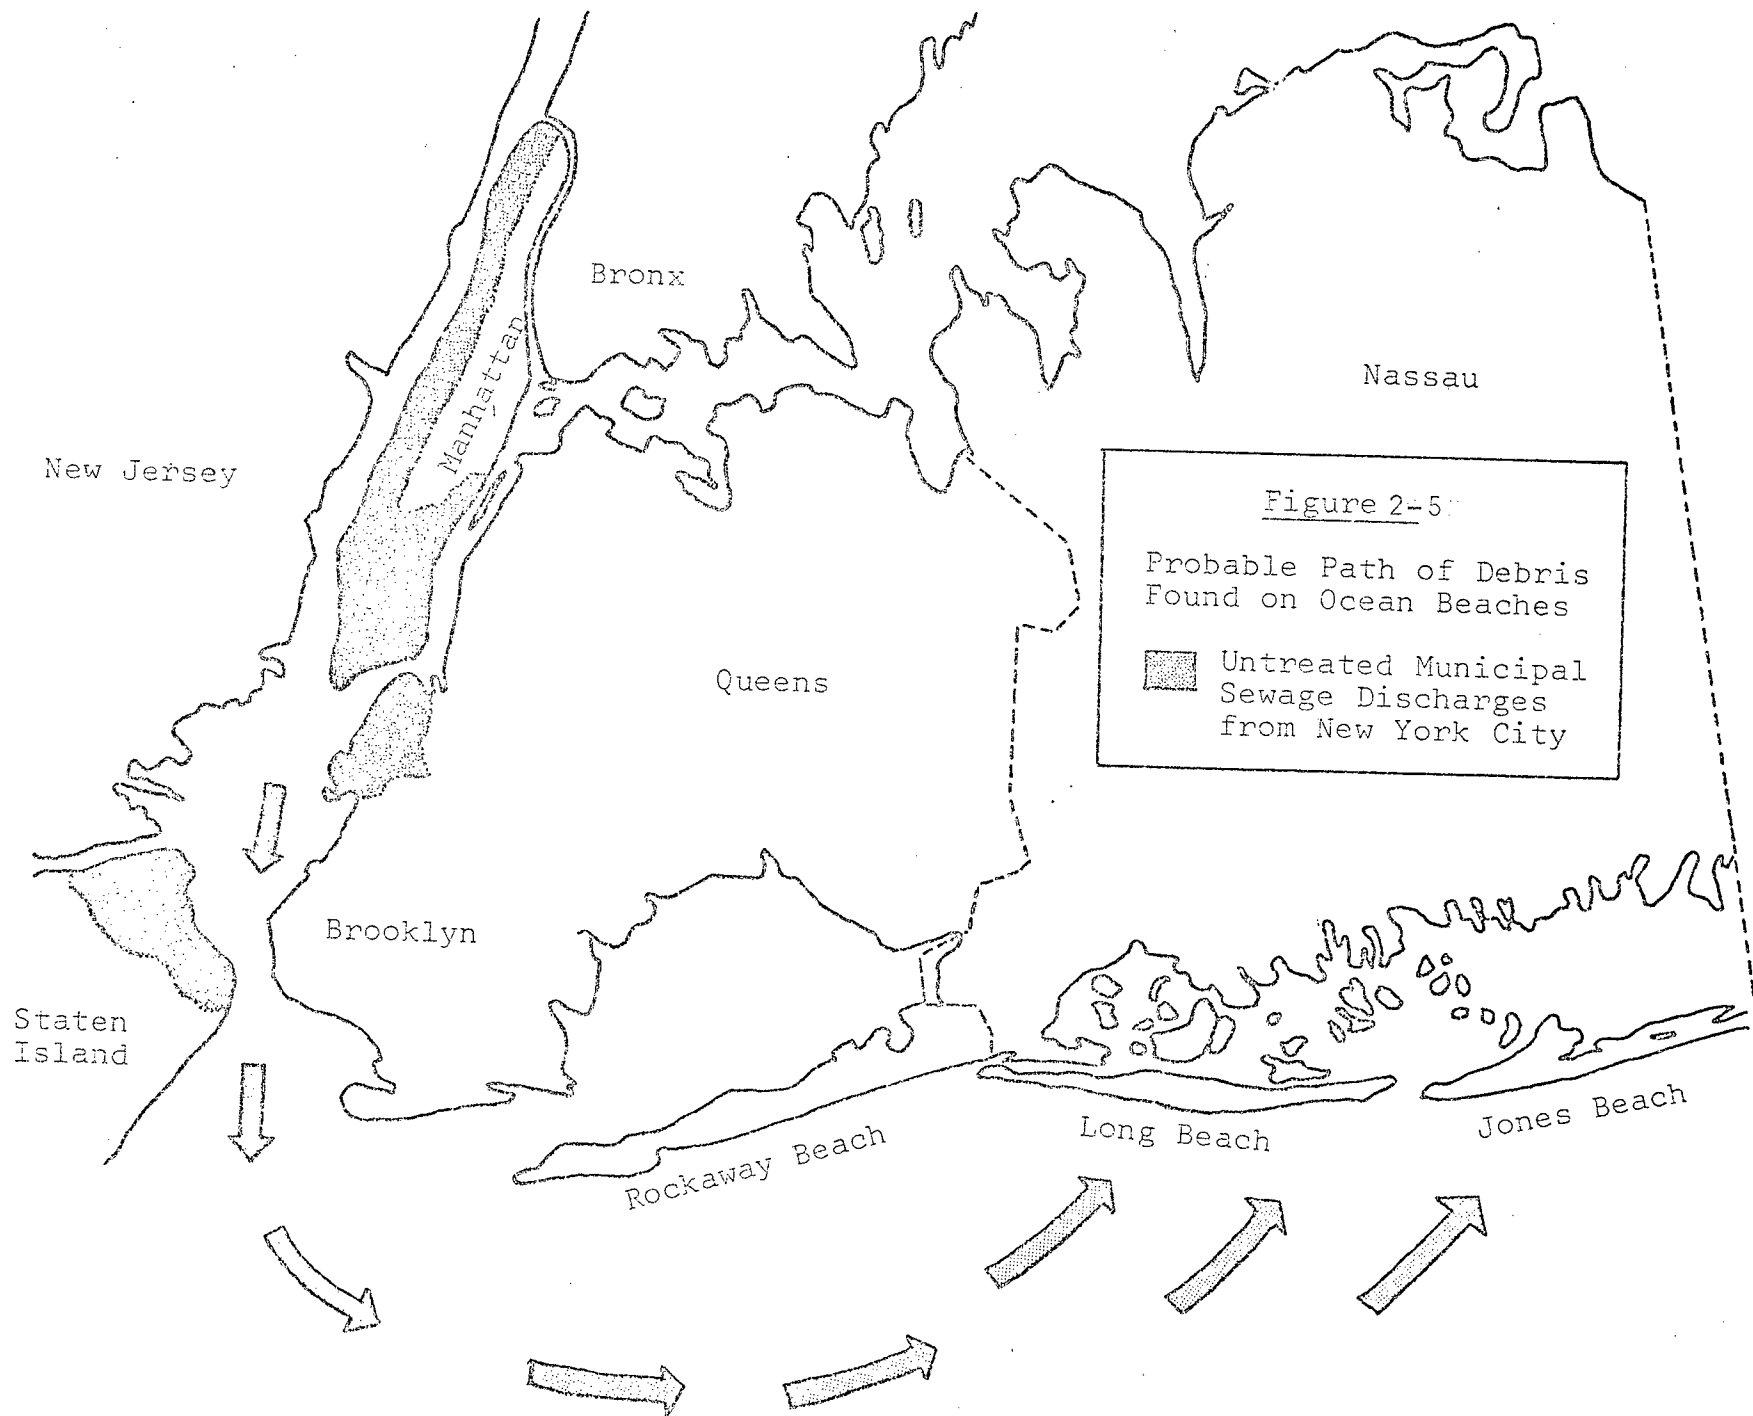 Bronx
Manhattan
New Jersey
Nassau
Figure 2-5
Probable Path of Debris
Found on Ocean Beaches
Untreated Municipal
Sewage Discharges
from New York City
Queens
Brooklyn
Staten
Island
Rockaway Beach
Long Beach
Jones Beach